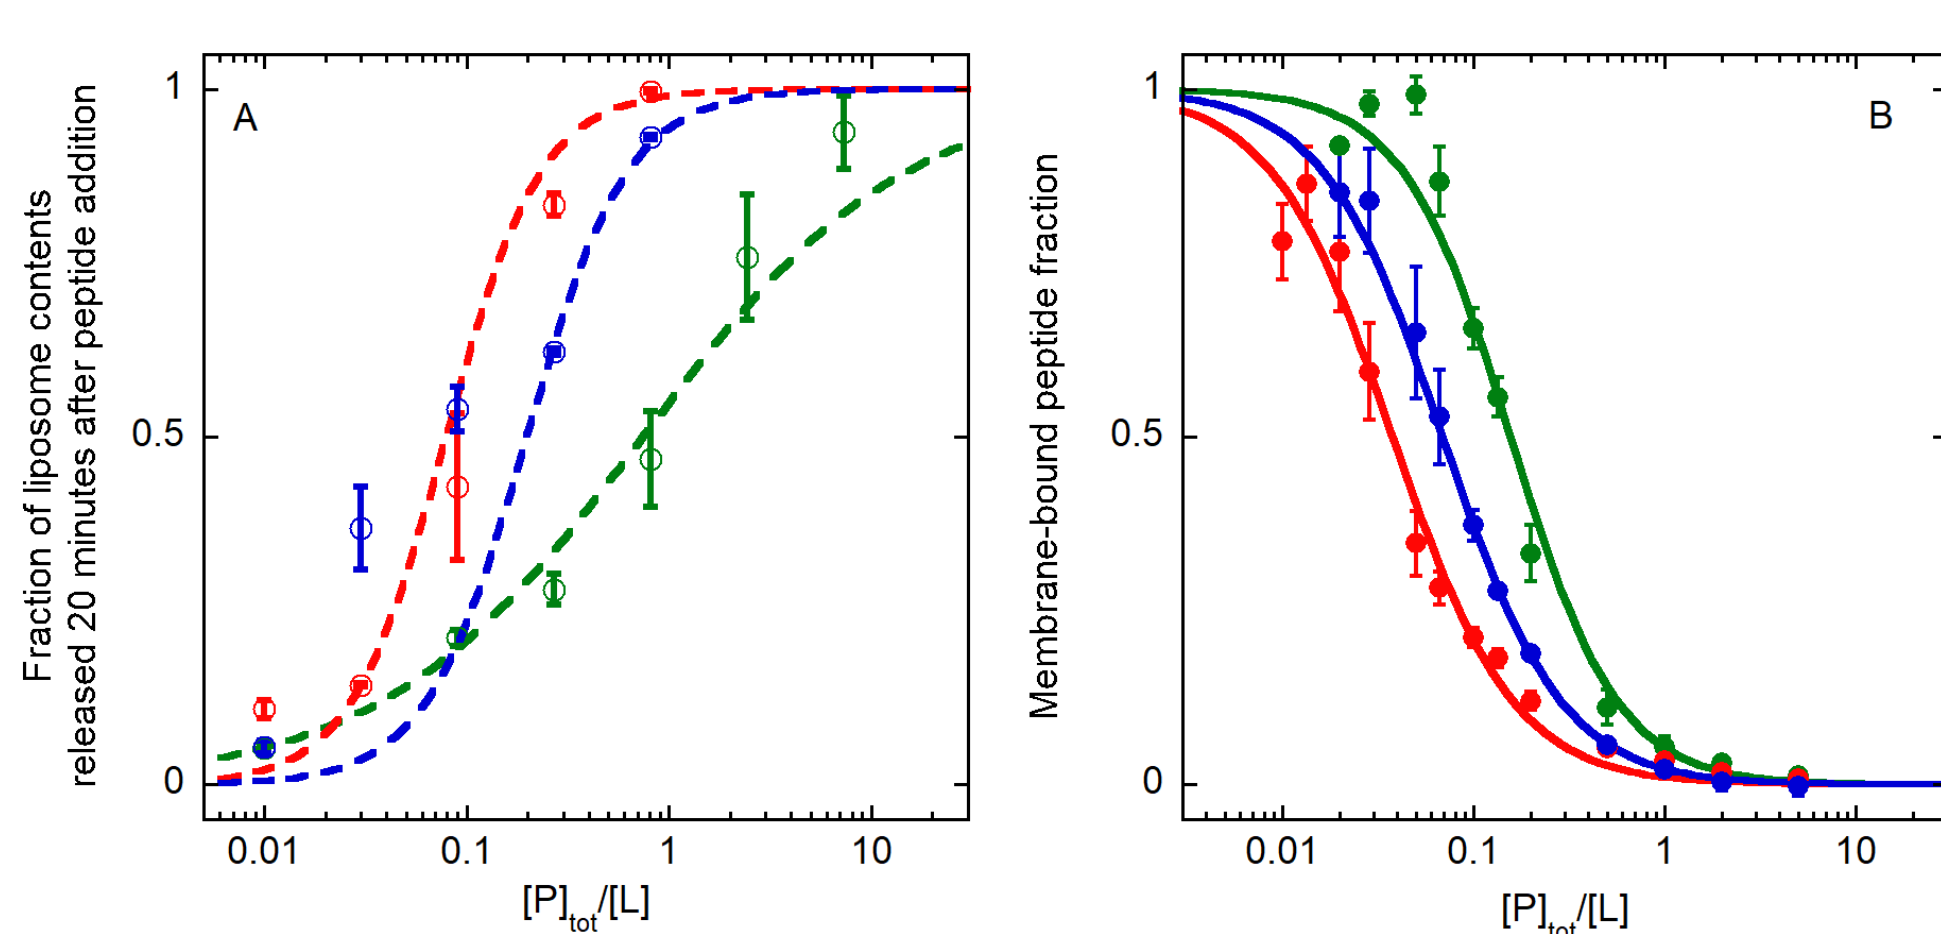 Fraction of liposome contents
released 20 minutes after peptide addition
A
1
0.5
0
0.01
0.1
1
10
[P]tot/[L]
Membrane-bound peptide fraction
B
1
0.5
0
0.01
0.1
1
10
[P]tot/[L]